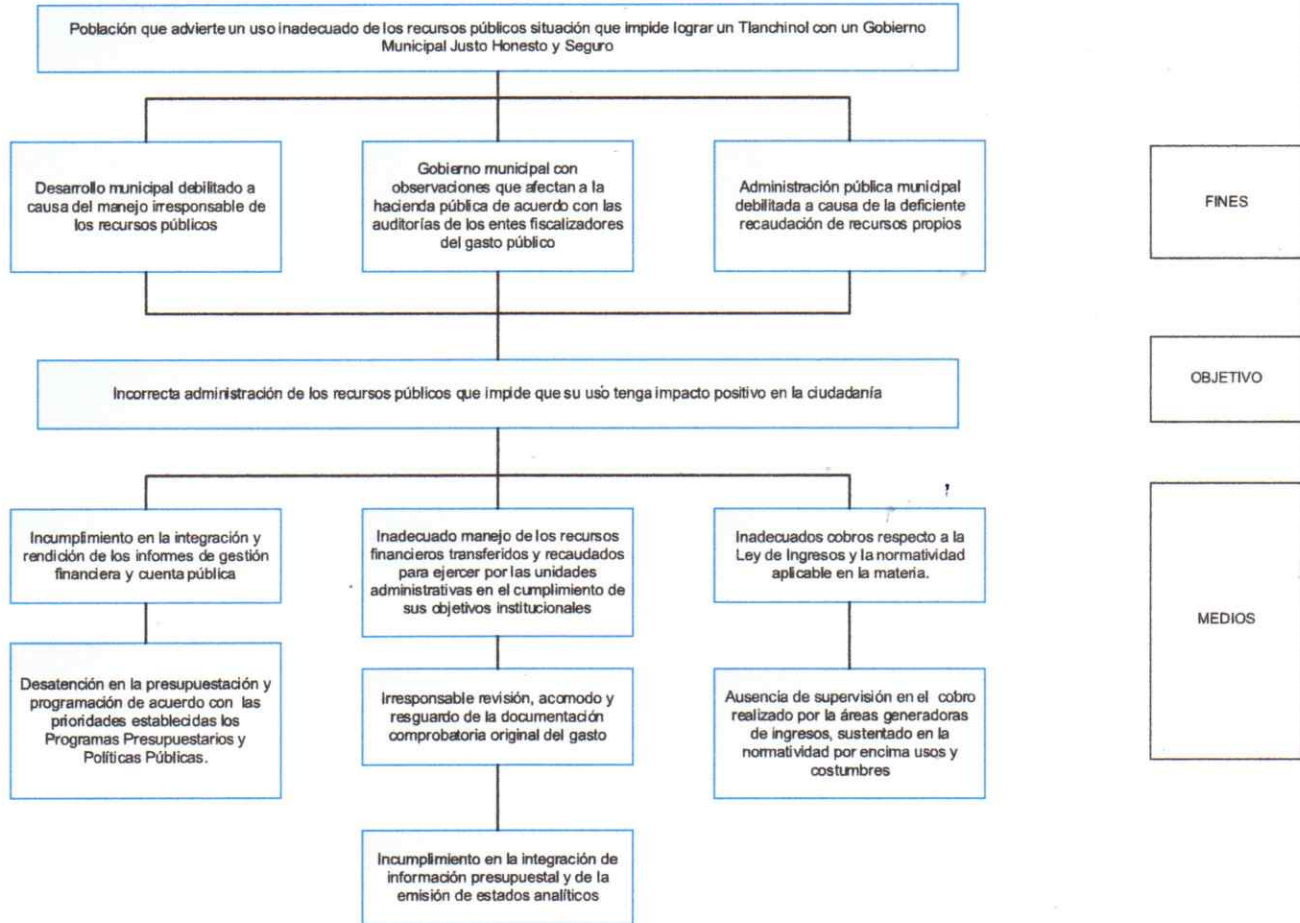 Población que advierte un uso inadecuado de los recursos públicos situación que impide lograr un Tlanchinol con un Gobierno
Municipal Justo Honesto y Seguro
Desarrollo municipal debilitado a
causa del manejo irresponsable de
los recursos públicos
Gobierno municipal con
observaciones que afectan a la
hacienda pública de acuerdo con las
auditorías de los entes fiscalizadores
del gasto público
Administración pública municipal
debilitada a causa de la deficiente
recaudación de recursos propios
FINES
Incorrecta administración de los recursos públicos que impide que su uso tenga impacto positivo en la ciudadanía
OBJETIVO
Incumplimiento en la integración y
rendición de los informes de gestión
financiera y cuenta pública
Inadecuado manejo de los recursos
financieros transferidos y recaudados
para ejercer por las unidades
administrativas en el cumplimiento de
sus objetivos institucionales
Inadecuados cobros respecto a la
Ley de Ingresos y la normatividad
aplicable en la materia.
MEDIOS
Desatención en la presupuestación y
programación de acuerdo con las
prioridades establecidas los
Programas Presupuestarios y
Políticas Públicas.
Irresponsable revisión, acomodo y
resguardo de la documentación
comprobatoria original del gasto
Ausencia de supervisión en el cobro
realizado por la áreas generadoras
de ingresos, sustentado en la
normatividad por encima usos y
costumbres
Incumplimiento en la integración de
información presupuestal y de la
emisión de estados analíticos